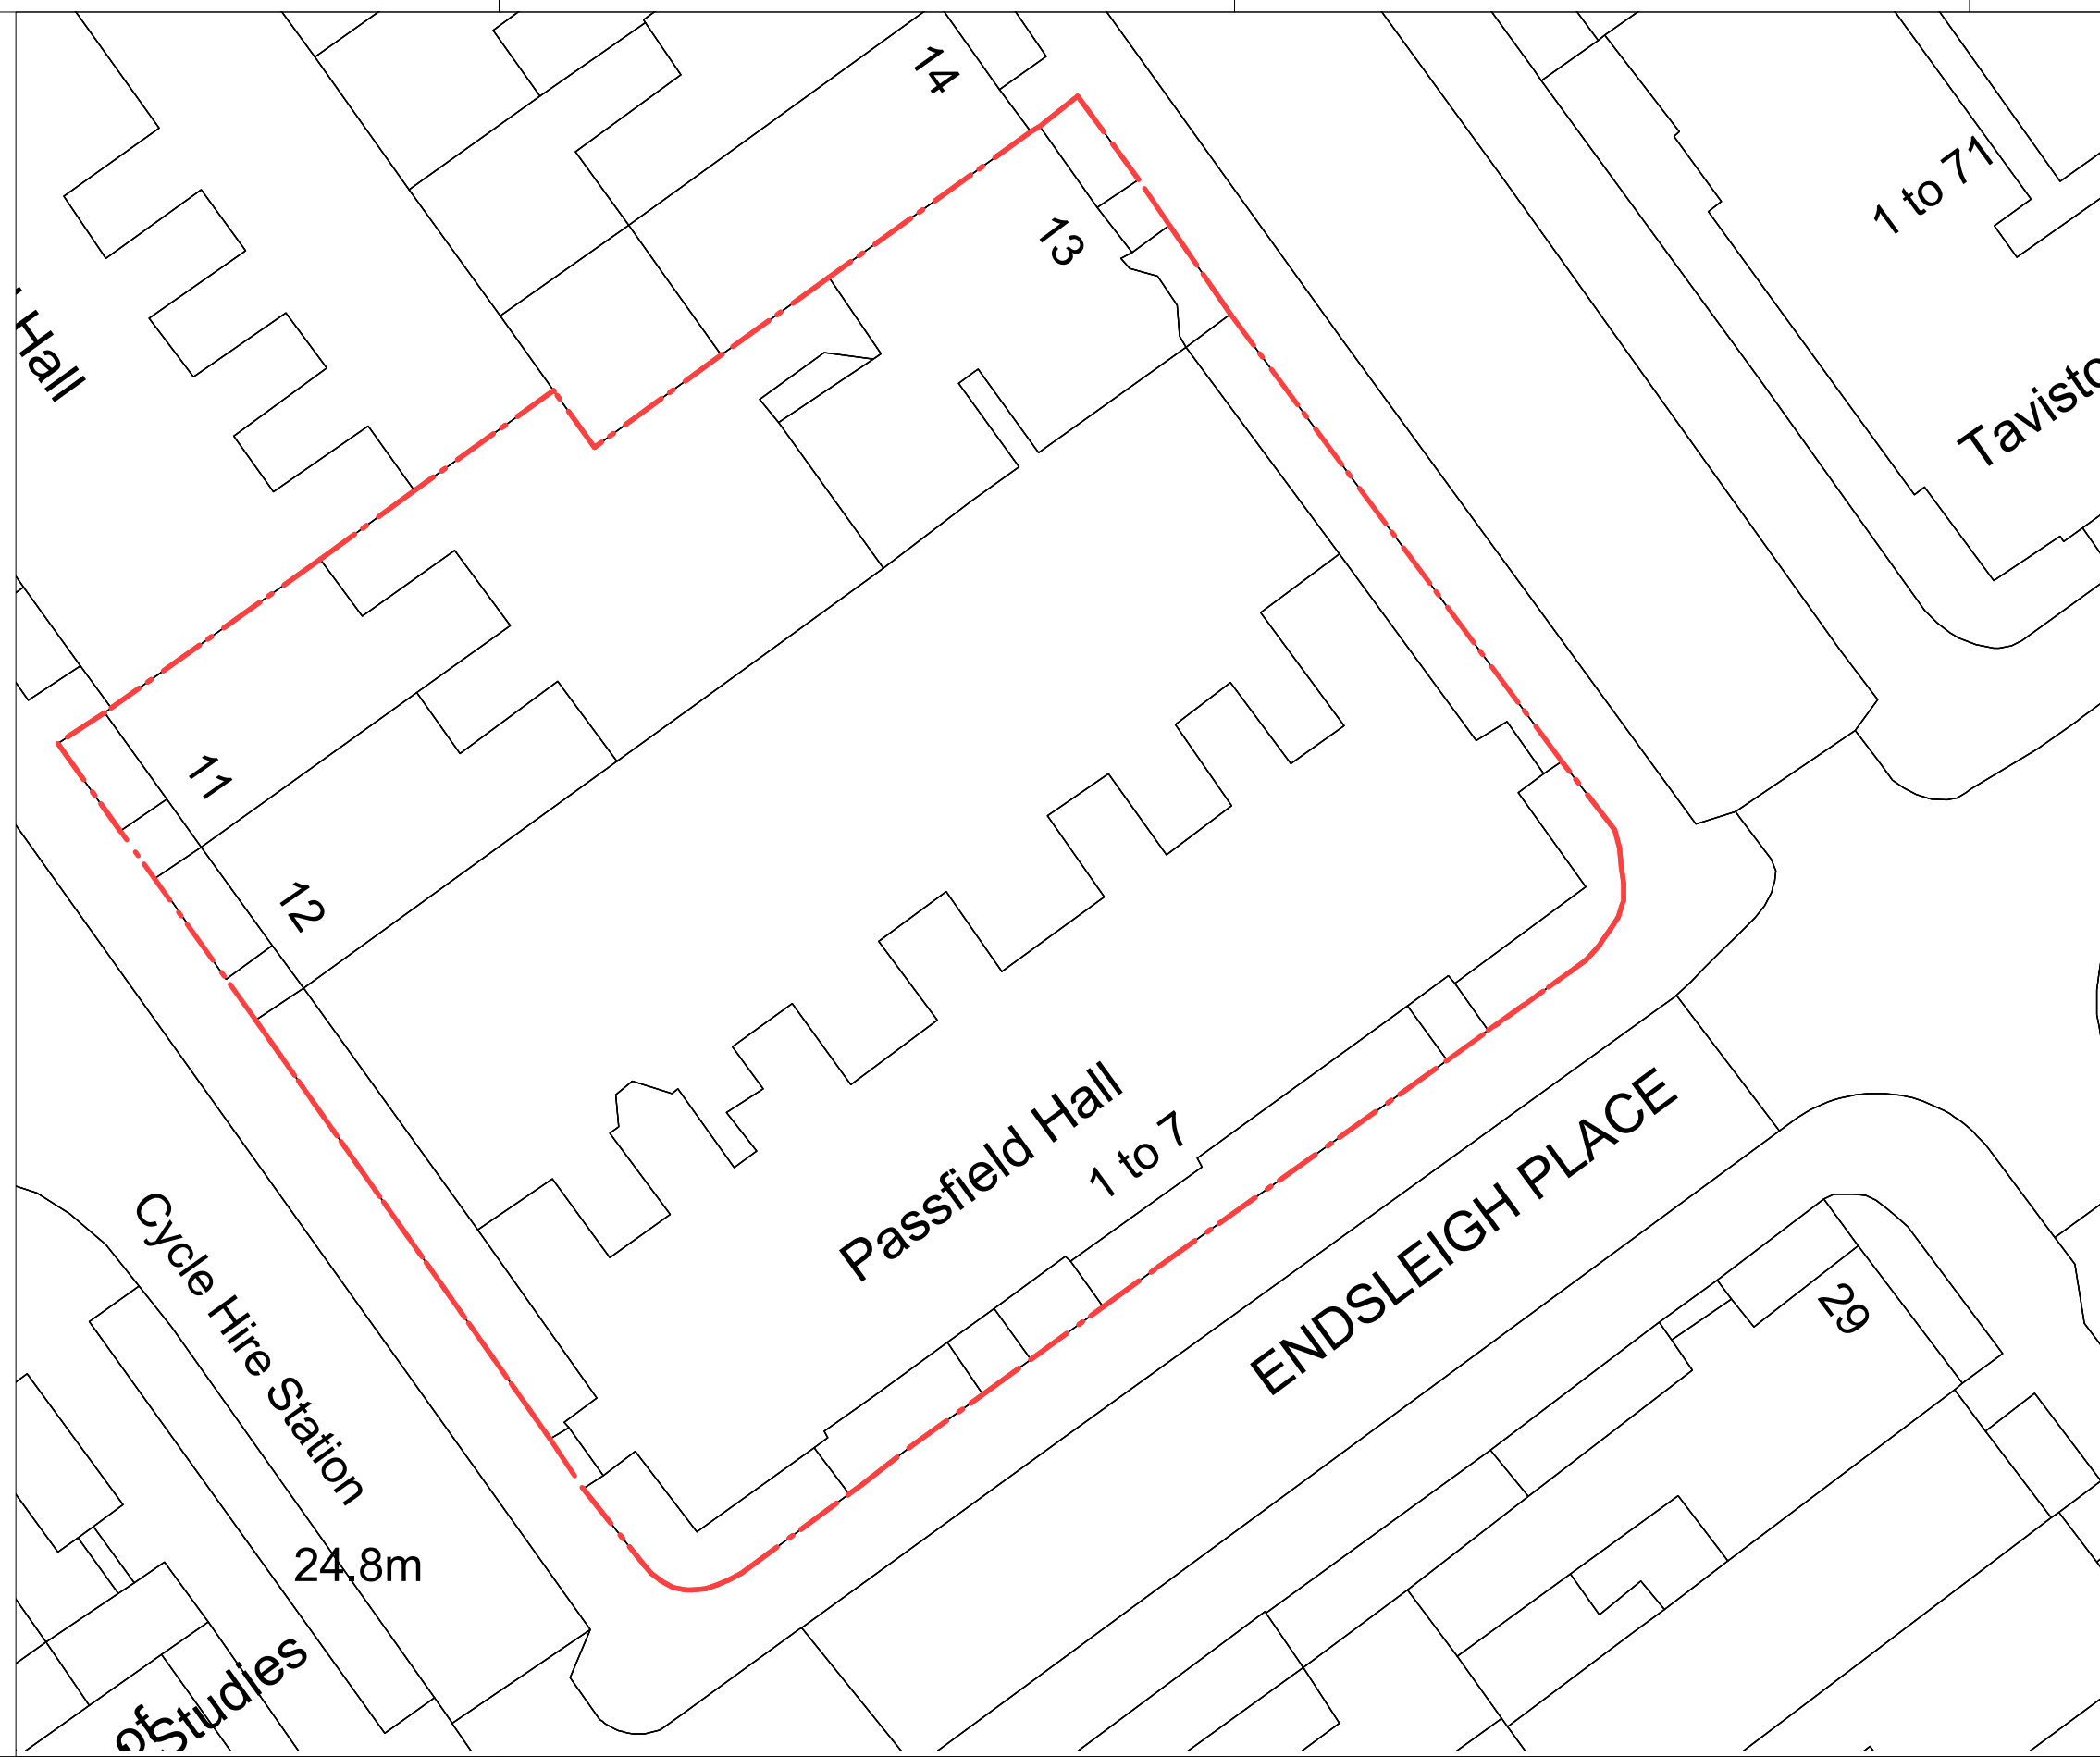 14
13
1 to 71
Hall
11
12
Passfield Hall
1 to 7
ENDSLEIGH PLACE
Cycle Hire Station
29
24.8m
of Studies